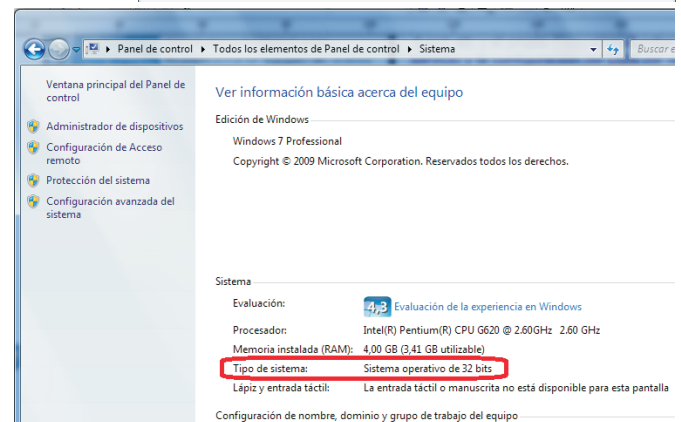 Panel de control ▸ Todos los elementos de Panel de control ▸ Sistema
Buscar e
Ventana principal del Panel de
control
Administrador de dispositivos
Configuración de Acceso
remoto
Protección del sistema
Configuración avanzada del
sistema
Ver información básica acerca del equipo
Edición de Windows
Windows 7 Professional
Copyright © 2009 Microsoft Corporation. Reservados todos los derechos.
Sistema
Evaluación: 4,3 Evaluación de la experiencia en Windows
Procesador: Intel(R) Pentium(R) CPU G620 @ 2.60GHz 2.60 GHz
Memoria instalada (RAM): 4,00 GB (3,41 GB utilizable)
Tipo de sistema: Sistema operativo de 32 bits
Lápiz y entrada táctil: La entrada táctil o manuscrita no está disponible para esta pantalla
Configuración de nombre, dominio y grupo de trabajo del equipo